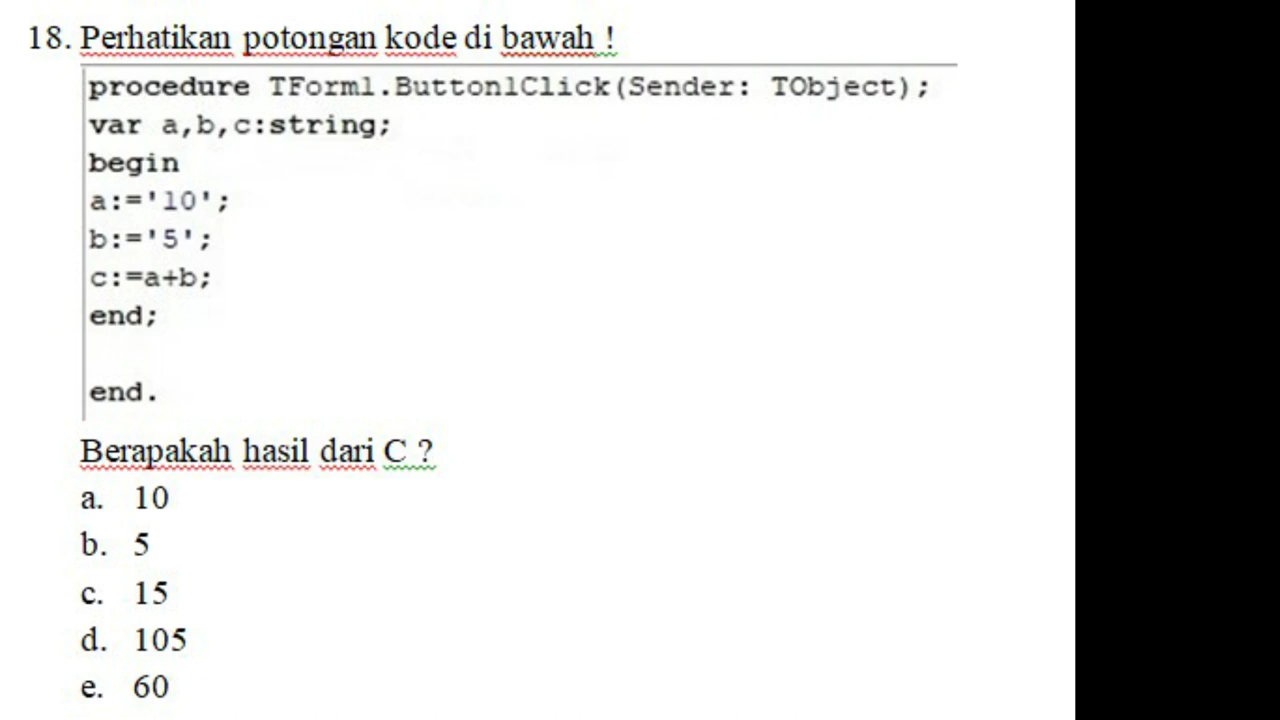 18. Perhatikan potongan kode di bawah !
procedure TForm1.Button1Click(Sender: TObject);
var a,b,c:string;
begin
a:='10';
b:='5';
c:=a+b;
end;
end.
Berapakah hasil dari C ?
a. 10
b. 5
c. 15
d. 105
e. 60